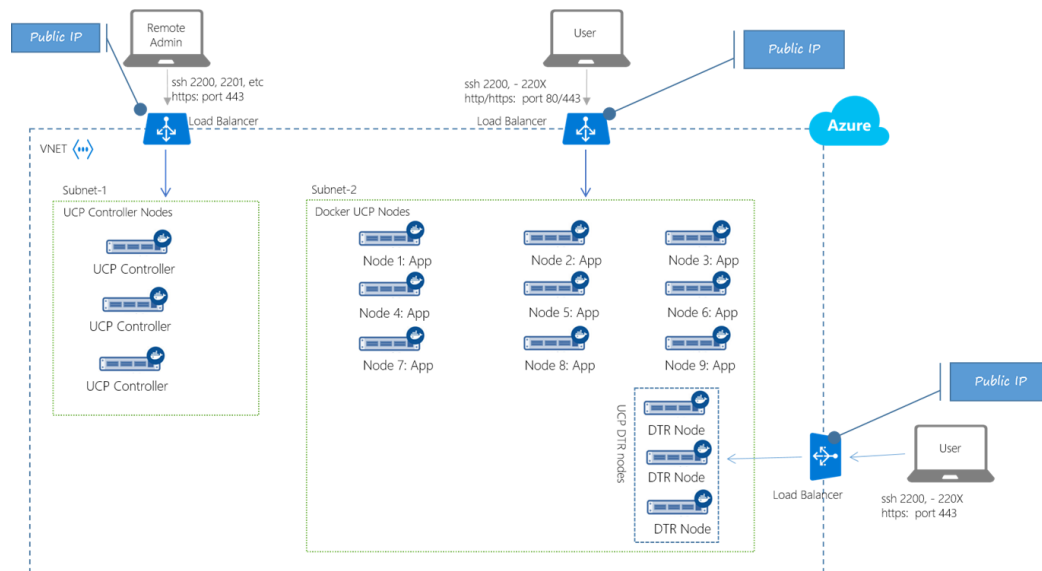 Public IP
Remote
Admin
User
Public IP
ssh 2200, 2201, etc
https: port 443
ssh 2200, - 220X
http/https: port 80/443
Load Balancer
Load Balancer
Azure
VNET
Subnet-1
Subnet-2
UCP Controller Nodes
Docker UCP Nodes
UCP Controller
UCP Controller
UCP Controller
Node 1: App
Node 2: App
Node 3: App
Node 4: App
Node 5: App
Node 6: App
Node 7: App
Node 8: App
Node 9: App
UCP DTR nodes
DTR Node
DTR Node
DTR Node
Public IP
User
Load Balancer
ssh 2200, - 220X
https: port 443